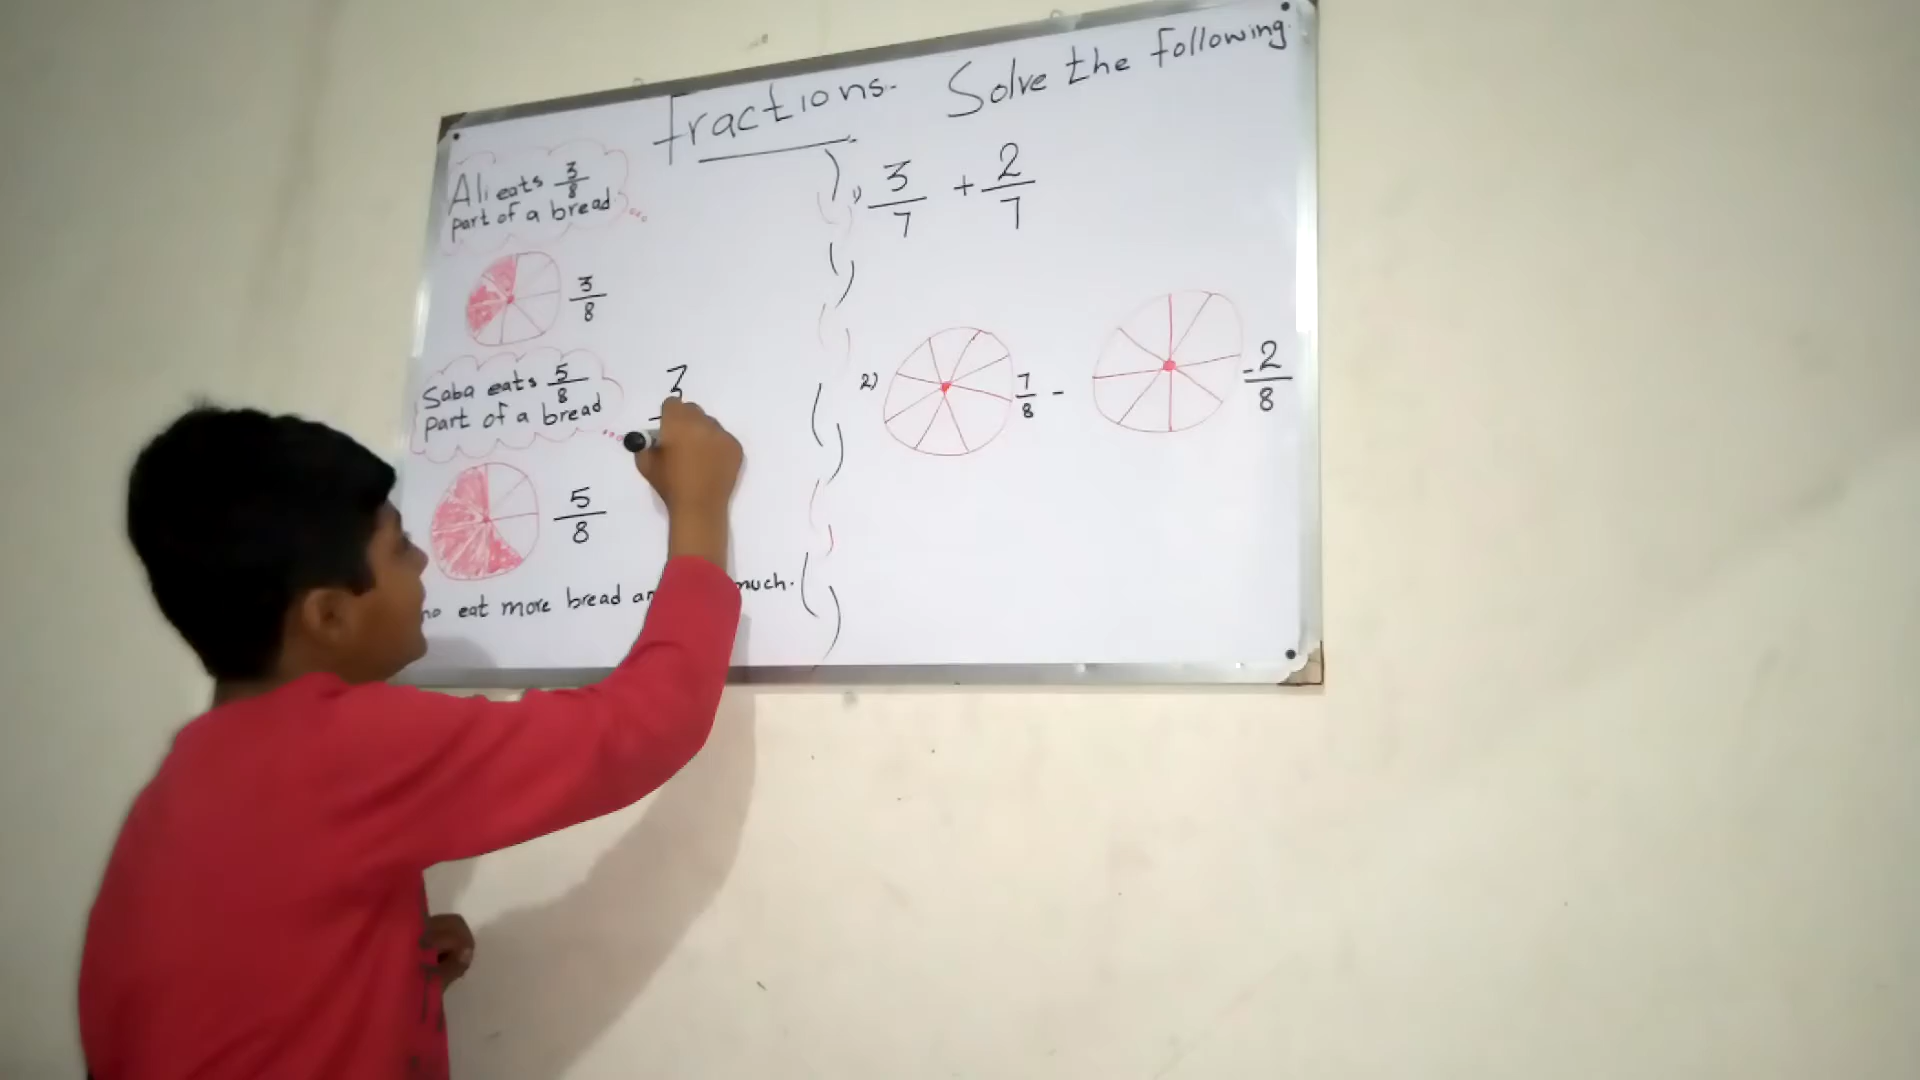 Fractions.
Solve the following.
Ali eats 3/8
part of a bread.
3/8
Saba eats 5/8
part of a bread
5/8
3
eat more bread
much.
1) 3/7 + 2/7
2) 7/8 - 2/8